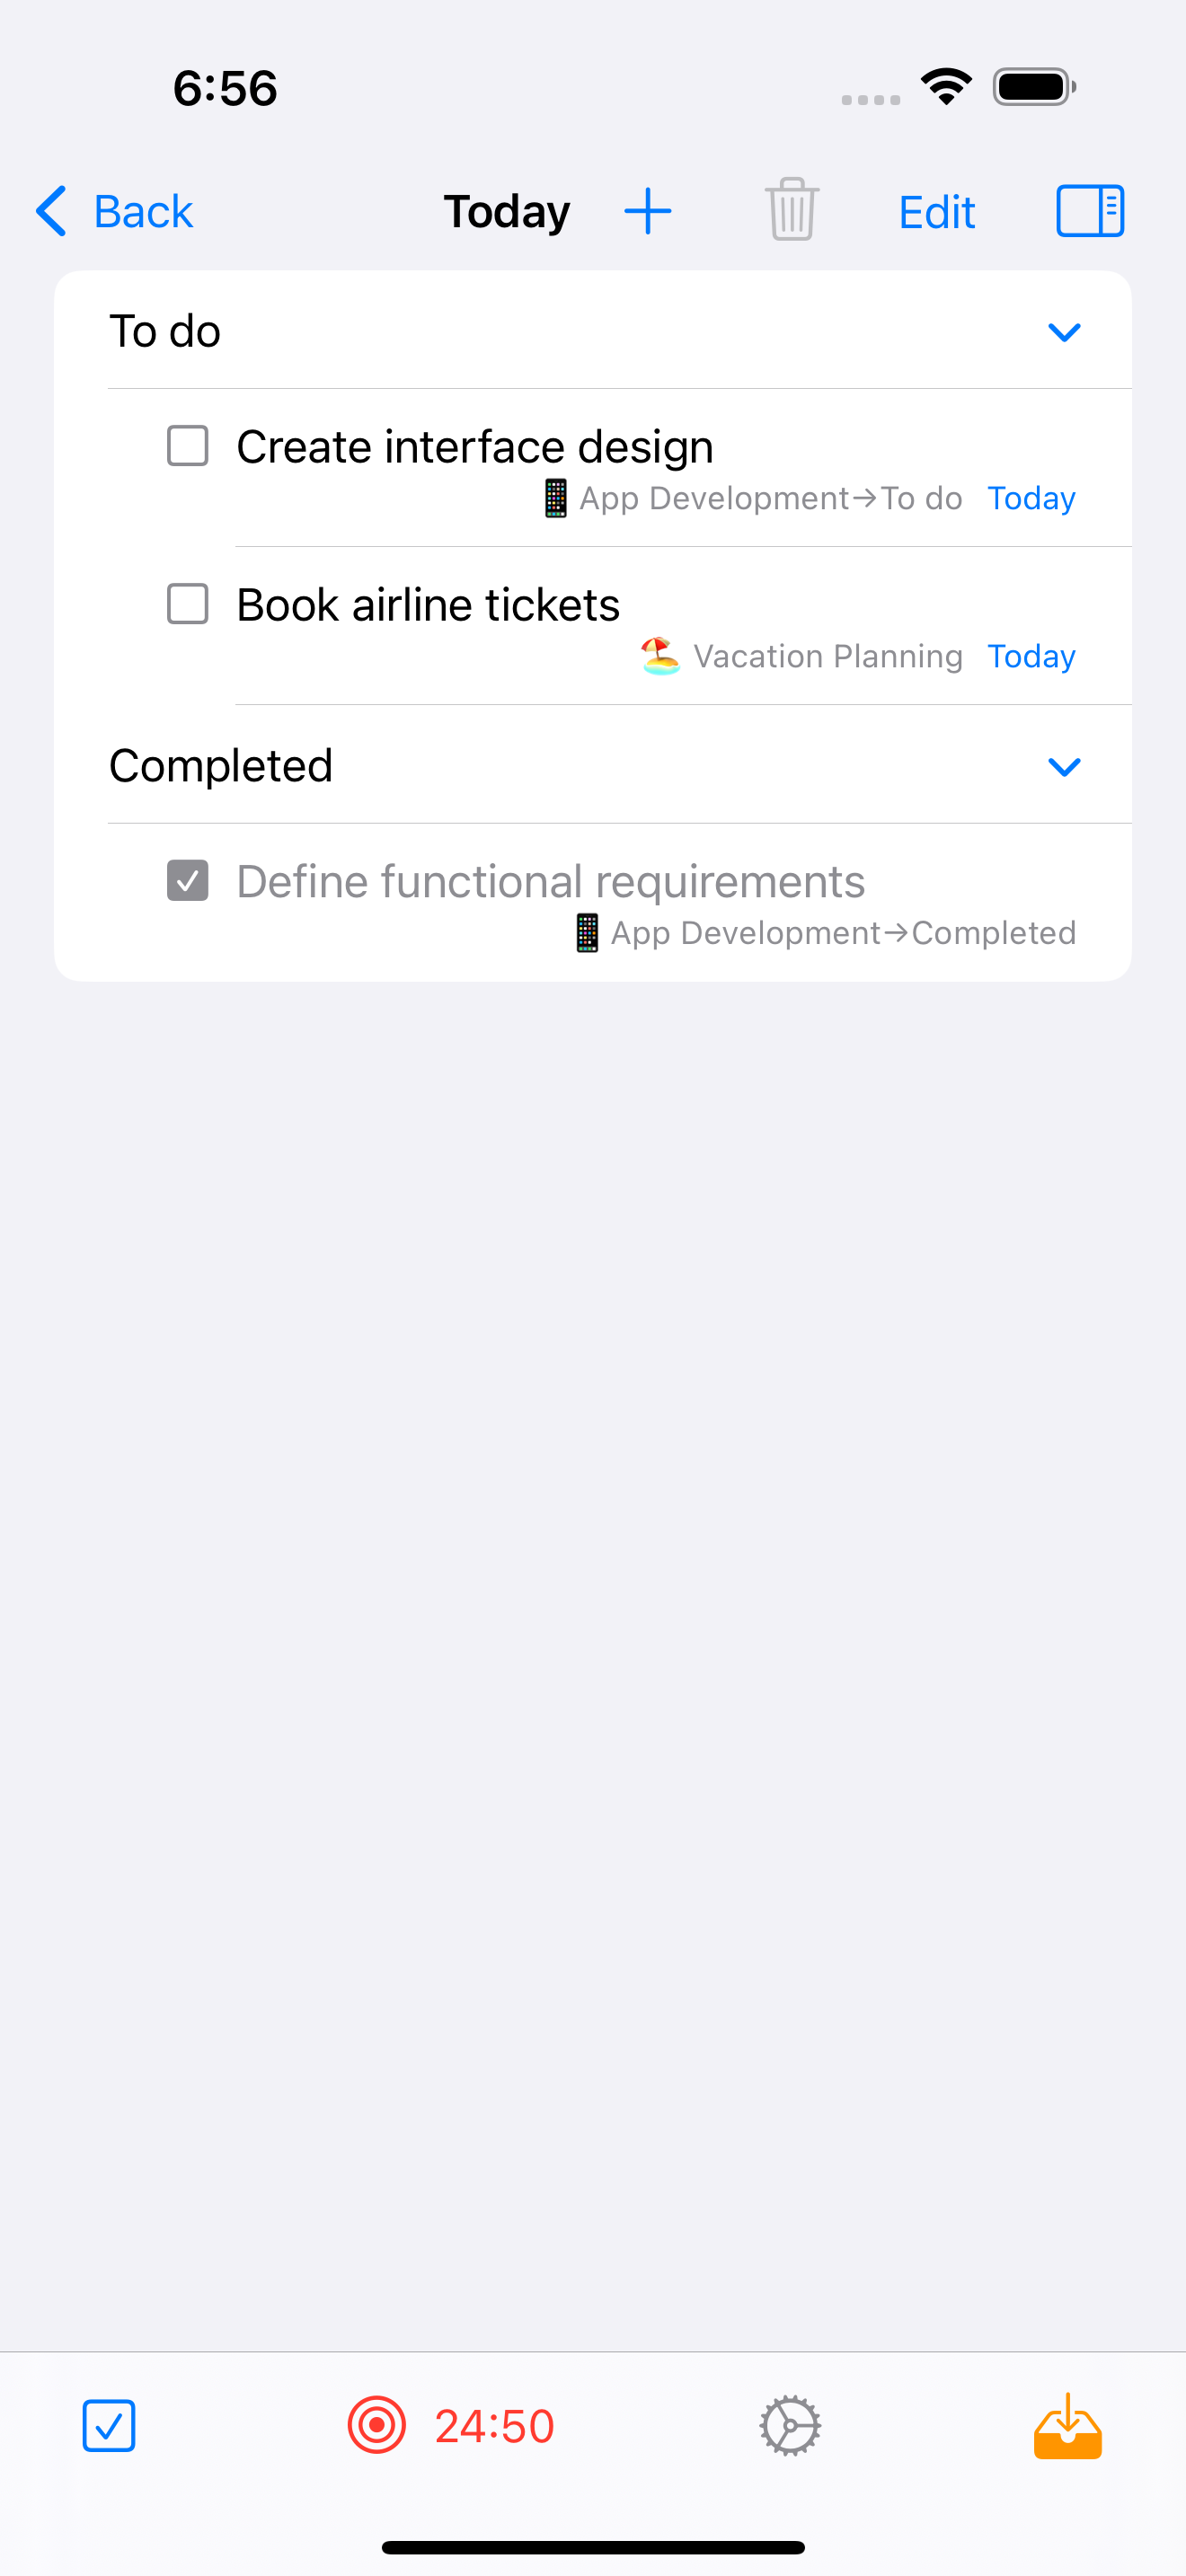 6:56
Back
Today
Edit
To do
Create interface design
App Development→To do Today
Book airline tickets
Vacation Planning Today
Completed
Define functional requirements
App Development→Completed
24:50